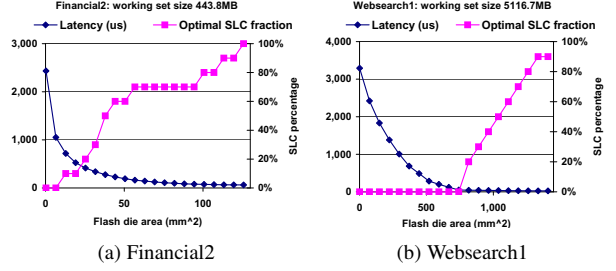 Financial2: working set size 443.8MB
Latency (us) Optimal SLC fraction
3,000
2,000
1,000
0
100%
80%
60%
40%
20%
0%
SLC percentage
0 50 100
Flash die area (mm^2)
(a) Financial2
Websearch1: working set size 5116.7MB
Latency (us) Optimal SLC fraction
4,000
3,000
2,000
1,000
0
100%
80%
60%
40%
20%
0%
SLC percentage
0 500 1,000
Flash die area (mm^2)
(b) Websearch1